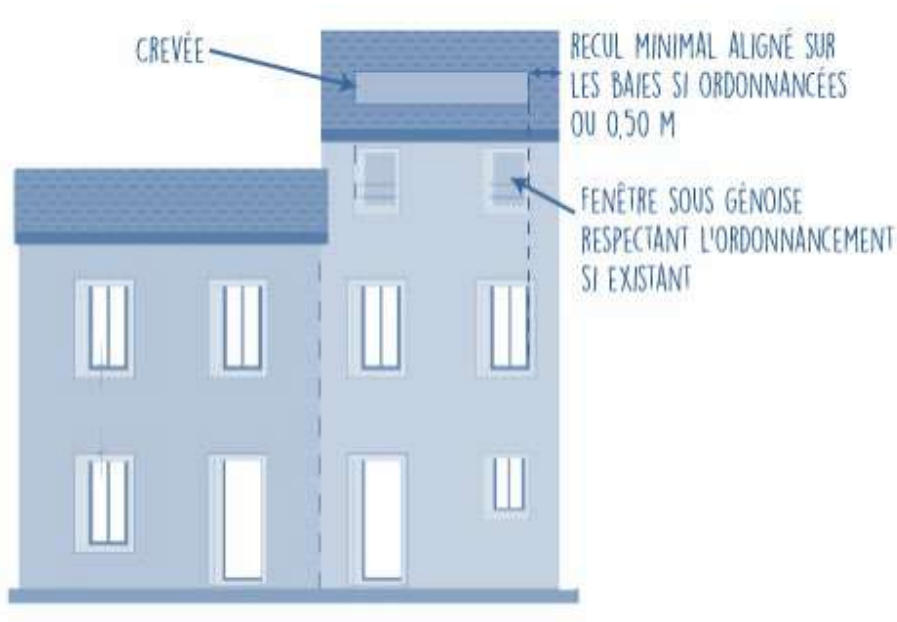 CREVÉE
RECUL MINIMAL ALIGNÉ SUR
LES BAIES SI ORDONNANCÉES
OU 0,50 M
FENÊTRE SOUS GÉNOISE
RESPECTANT L'ORDONNANCEMENT
SI EXISTANT